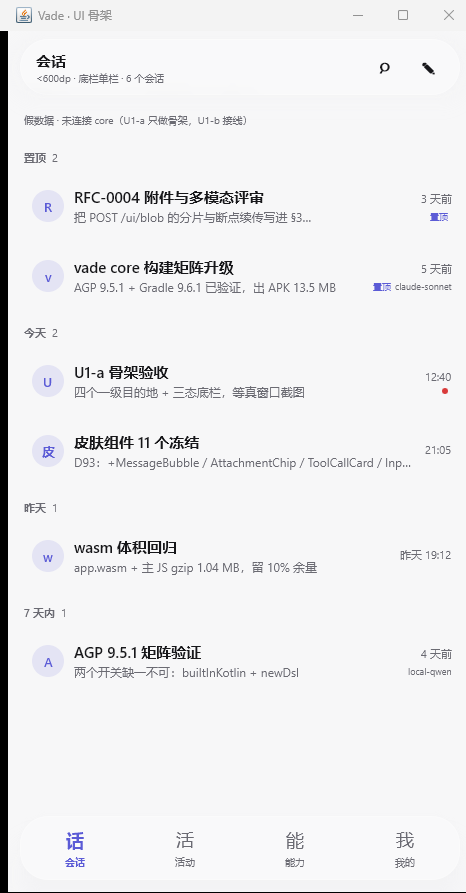 Vade · UI 骨架
会话
<600dp · 底栏单栏 · 6 个会话
假数据 · 未连接 core（U1-a 只做骨架，U1-b 接线）
置顶 2
R
RFC-0004 附件与多模态评审
3 天前
把 POST /ui/blob 的分片与断点续传写进 §3...
置顶
v
vade core 构建矩阵升级
5 天前
AGP 9.5.1 + Gradle 9.6.1 已验证，出 APK 13.5 MB
置顶 claude-sonnet
今天 2
U
U1-a 骨架验收
12:40
四个一级目的地 + 三态底栏，等真窗口截图
皮
皮肤组件 11 个冻结
21:05
D93：+MessageBubble / AttachmentChip / ToolCallCard / Inp...
昨天 1
w
wasm 体积回归
昨天 19:12
app.wasm + 主 JS gzip 1.04 MB，留 10% 余量
7 天内 1
A
AGP 9.5.1 矩阵验证
4 天前
两个开关缺一不可：builtInKotlin + newDsl
local-qwen
话 活 能 我
会话 活动 能力 我的